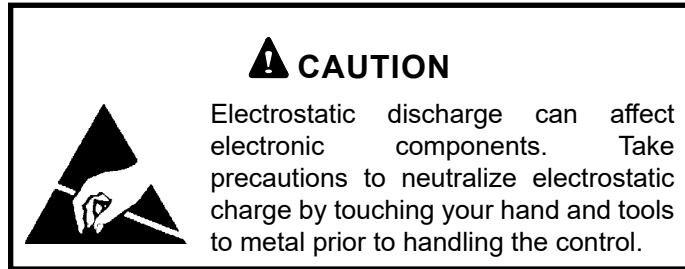 CAUTION
Electrostatic discharge can affect
electronic components. Take
precautions to neutralize electrostatic
charge by touching your hand and tools
to metal prior to handling the control.